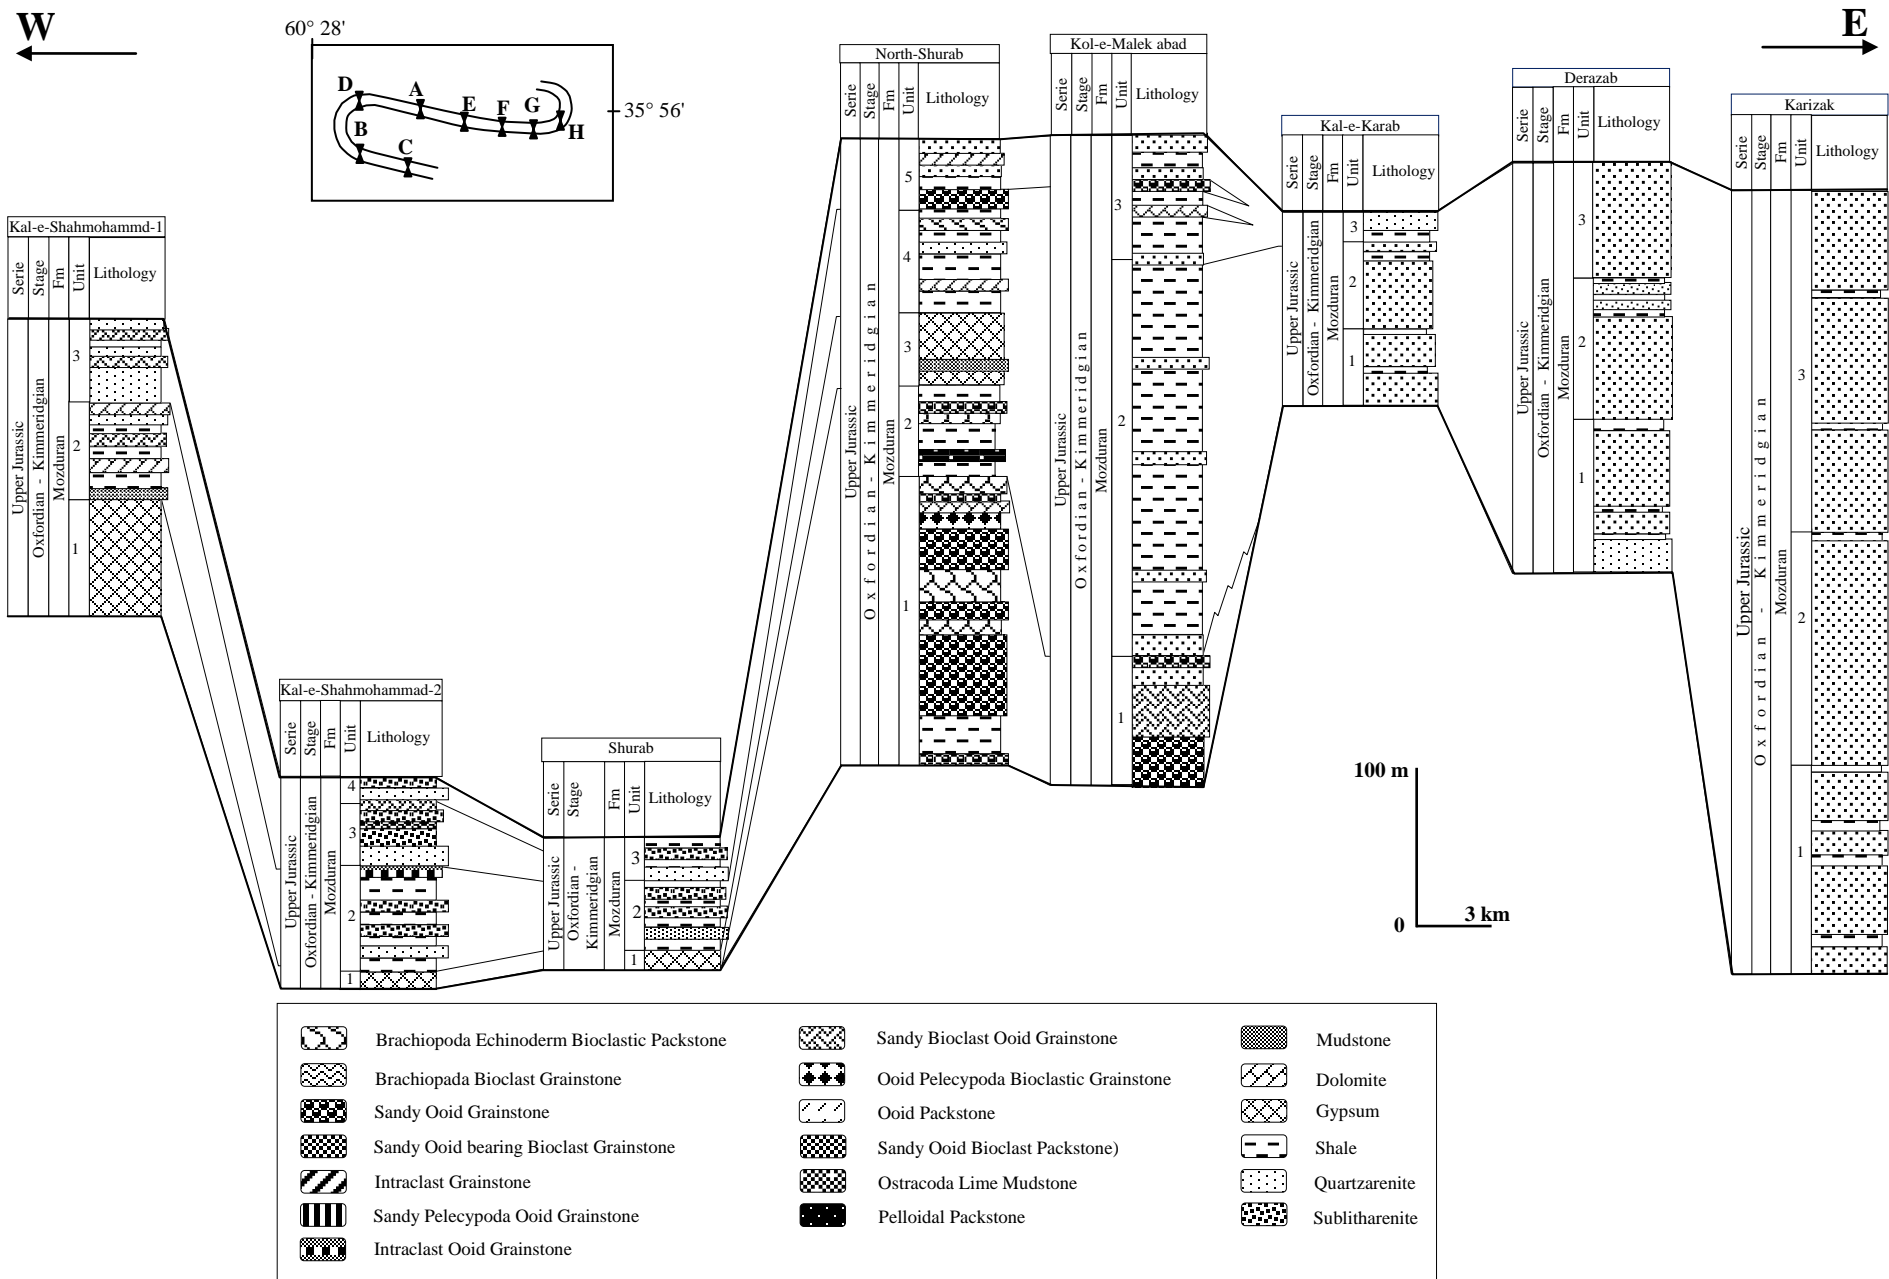 W
E
60° 28'
35° 56'
D
A
E
F
G
H
B
C
Kal-e-Shahmohammd-1
Serie
Stage
Fm
Unit
Lithology
Upper Jurassic
Oxfordian - Kimmeridgian
Mozduran
3
2
1
Kal-e-Shahmohammad-2
Serie
Stage
Fm
Unit
Lithology
Upper Jurassic
Oxfordian - Kimmeridgian
Mozduran
4
3
2
1
Shurab
Serie
Stage
Fm
Unit
Lithology
Upper Jurassic
Oxfordian -
Kimmeridgian
Mozduran
3
2
1
North-Shurab
Serie
Stage
Fm
Unit
Lithology
Upper Jurassic
Oxfordian - Kimmeridgian
Mozduran
5
4
3
2
1
Kol-e-Malek abad
Serie
Stage
Fm
Unit
Lithology
Upper Jurassic
Oxfordian - Kimmeridgian
Mozduran
3
2
1
Kal-e-Karab
Serie
Stage
Fm
Unit
Lithology
Upper Jurassic
Oxfordian - Kimmeridgian
Mozduran
3
2
1
Derazab
Serie
Stage
Fm
Unit
Lithology
Upper Jurassic
Oxfordian - Kimmeridgian
Mozduran
3
2
1
Karizak
Serie
Stage
Fm
Unit
Lithology
Upper Jurassic
Oxfordian - Kimmeridgian
Mozduran
3
2
1
100 m
0
3 km
Brachiopoda Echinoderm Bioclastic Packstone
Brachiopada Bioclast Grainstone
Sandy Ooid Grainstone
Sandy Ooid bearing Bioclast Grainstone
Intraclast Grainstone
Sandy Pelecypoda Ooid Grainstone
Intraclast Ooid Grainstone
Sandy Bioclast Ooid Grainstone
Ooid Pelecypoda Bioclastic Grainstone
Ooid Packstone
Sandy Ooid Bioclast Packstone)
Ostracoda Lime Mudstone
Pelloidal Packstone
Mudstone
Dolomite
Gypsum
Shale
Quartzarenite
Sublitharenite